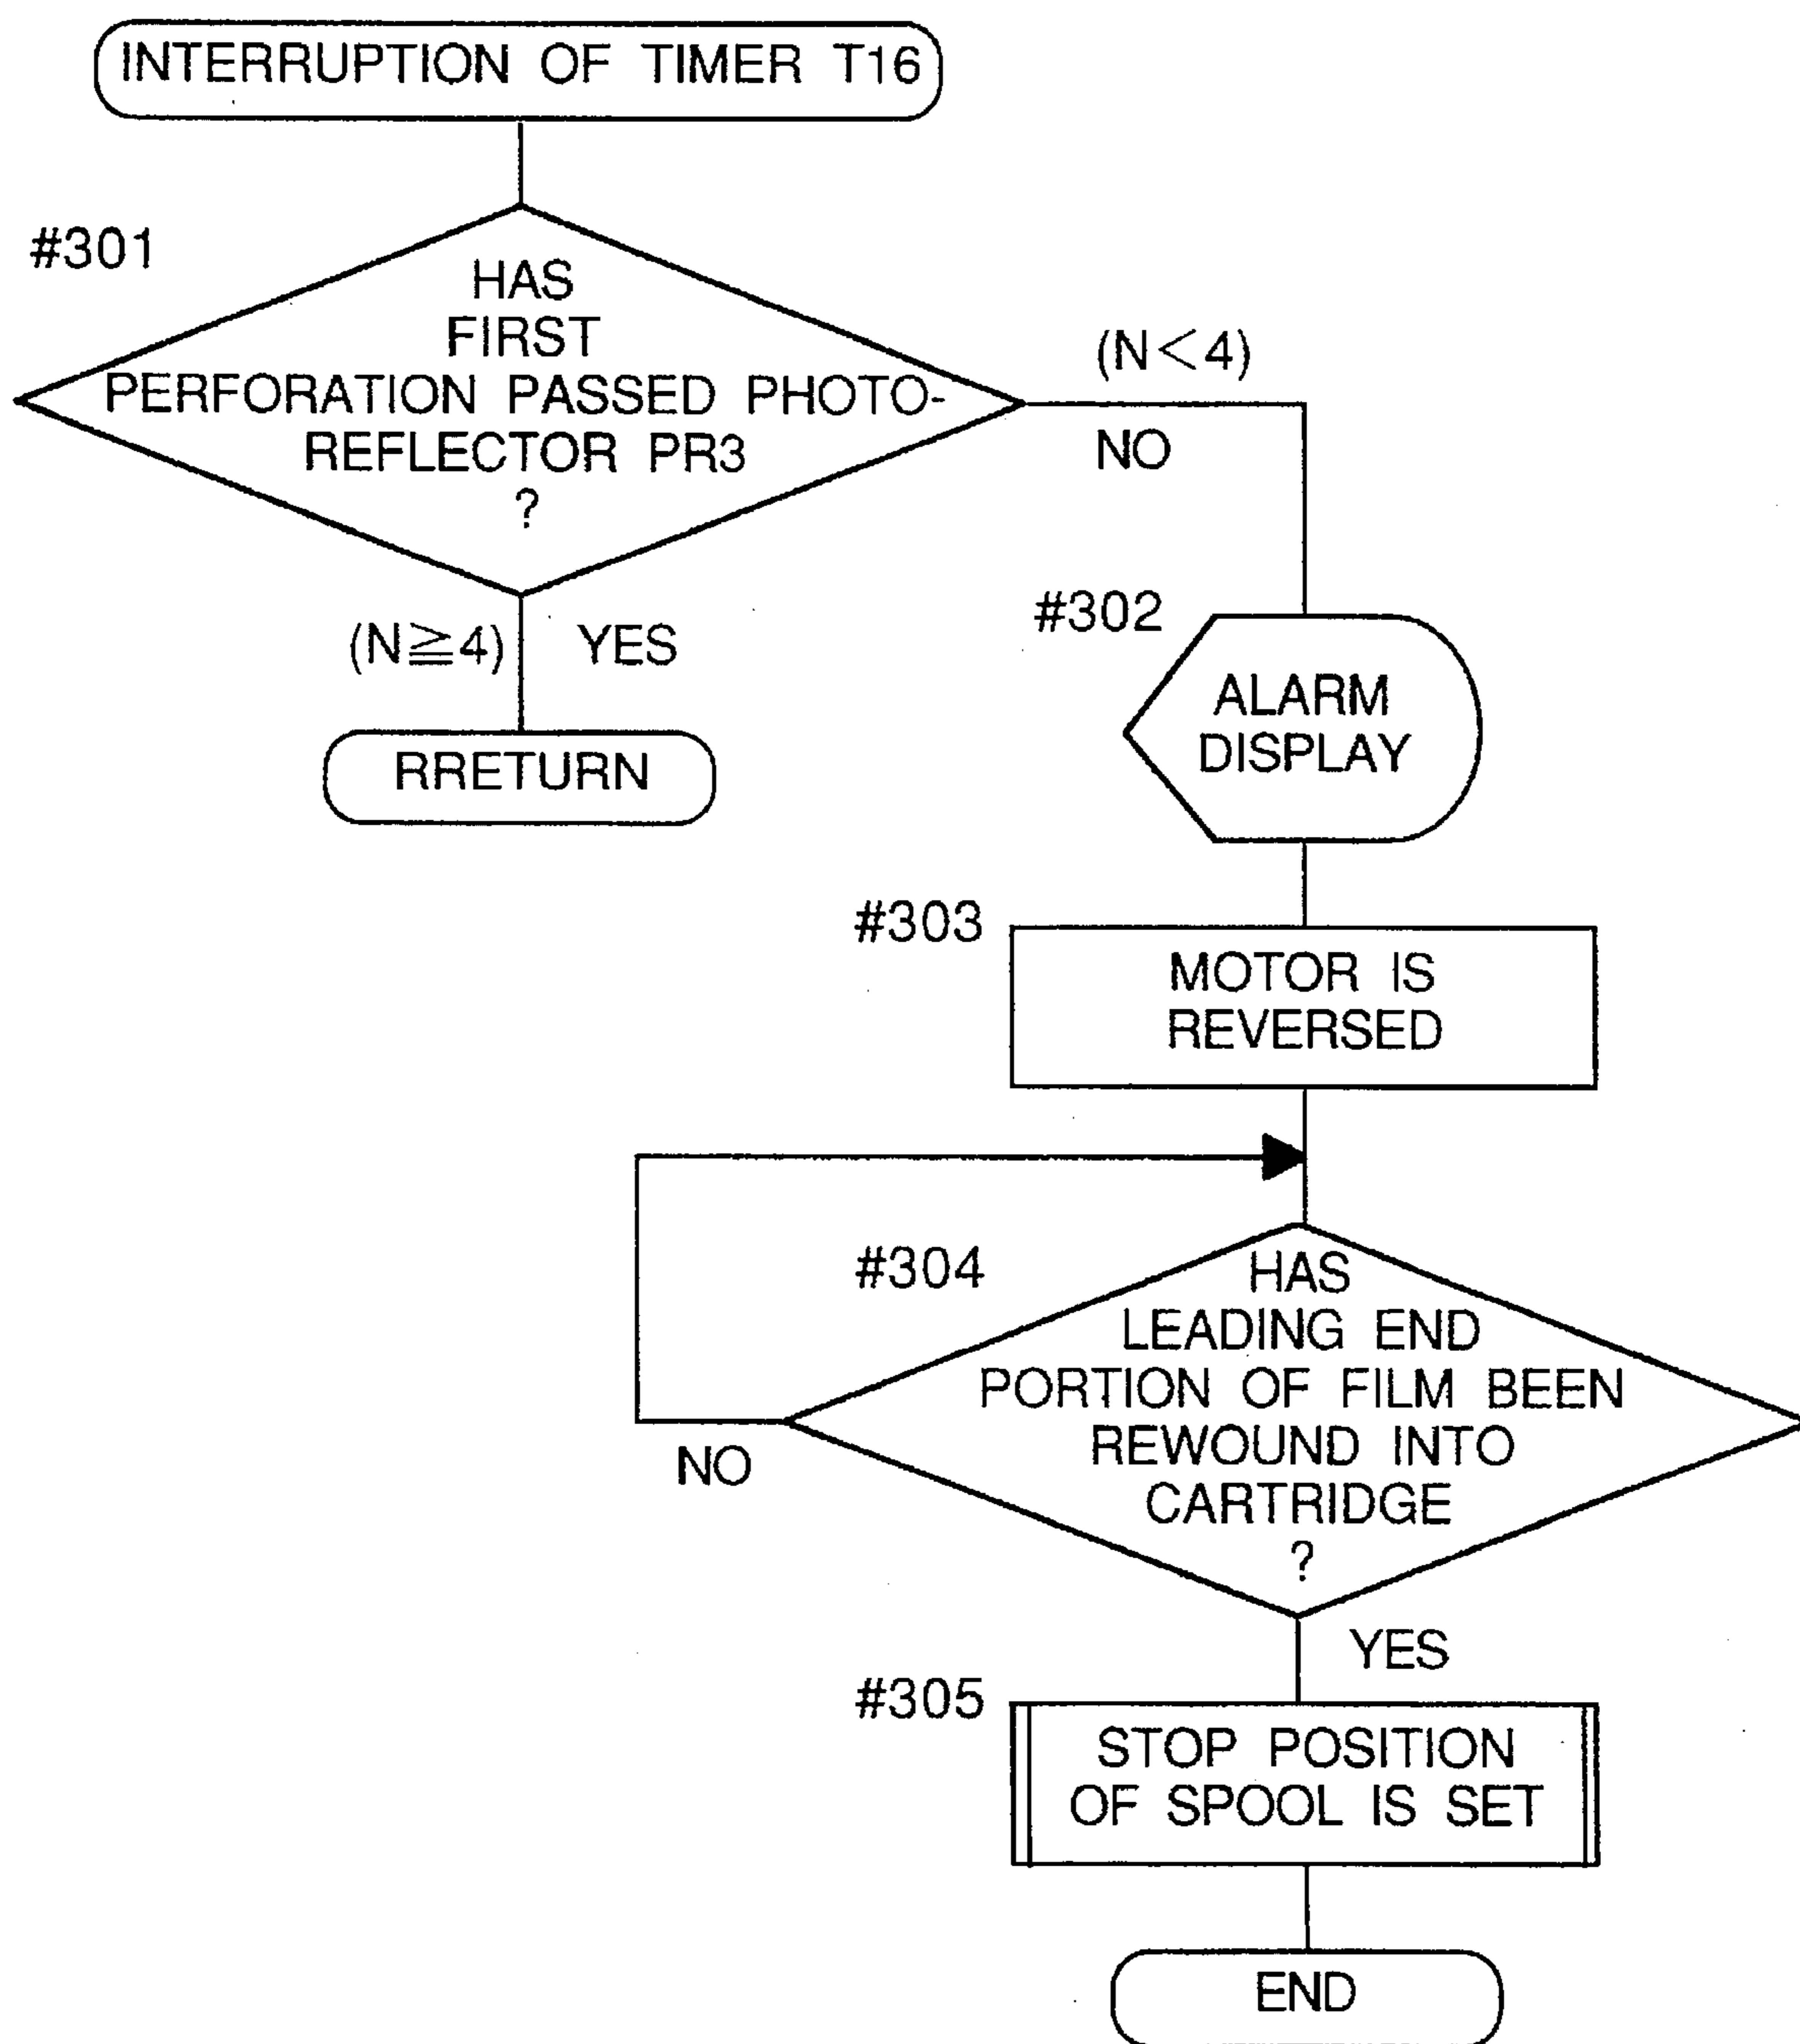 INTERRUPTION OF TIMER T16
#301
HAS
FIRST
PERFORATION PASSED PHOTO-
REFLECTOR PR3
?
(N<4)
NO
(N≧4) YES
RRETURN
#302
ALARM
DISPLAY
#303
MOTOR IS
REVERSED
#304
HAS
LEADING END
PORTION OF FILM BEEN
REWOUND INTO
CARTRIDGE
?
NO
YES
#305
STOP POSITION
OF SPOOL IS SET
END